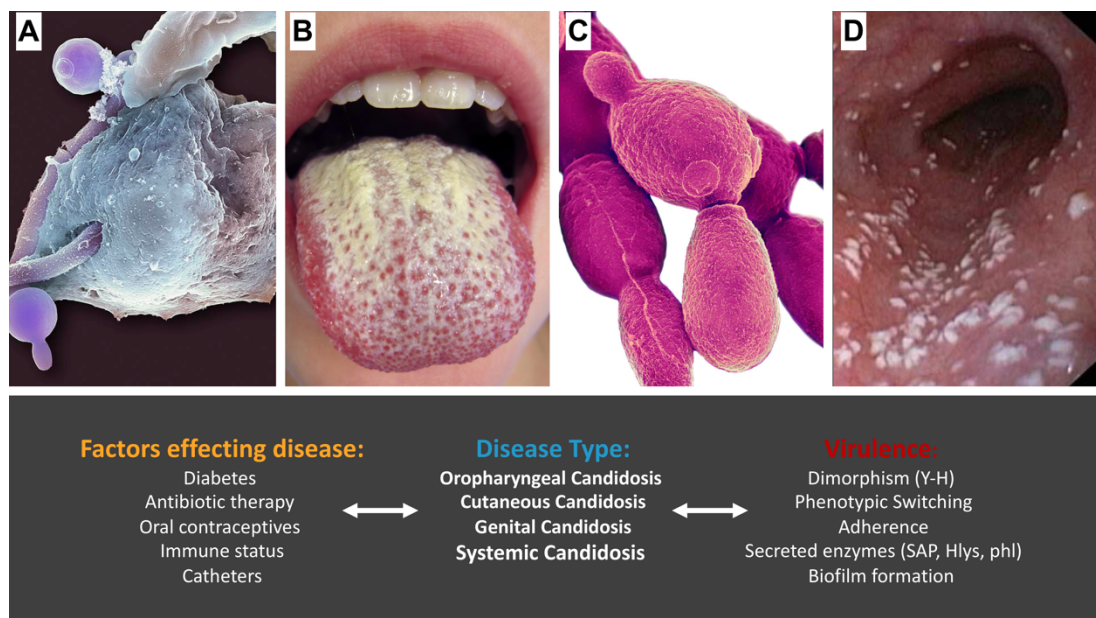 A
B
C
D
Factors effecting disease:
Diabetes
Antibiotic therapy
Oral contraceptives
Immune status
Catheters
Disease Type:
Oropharyngeal Candidosis
Cutaneous Candidosis
Genital Candidosis
Systemic Candidosis
Virulence:
Dimorphism (Y-H)
Phenotypic Switching
Adherence
Secreted enzymes (SAP, Hlys, phl)
Biofilm formation